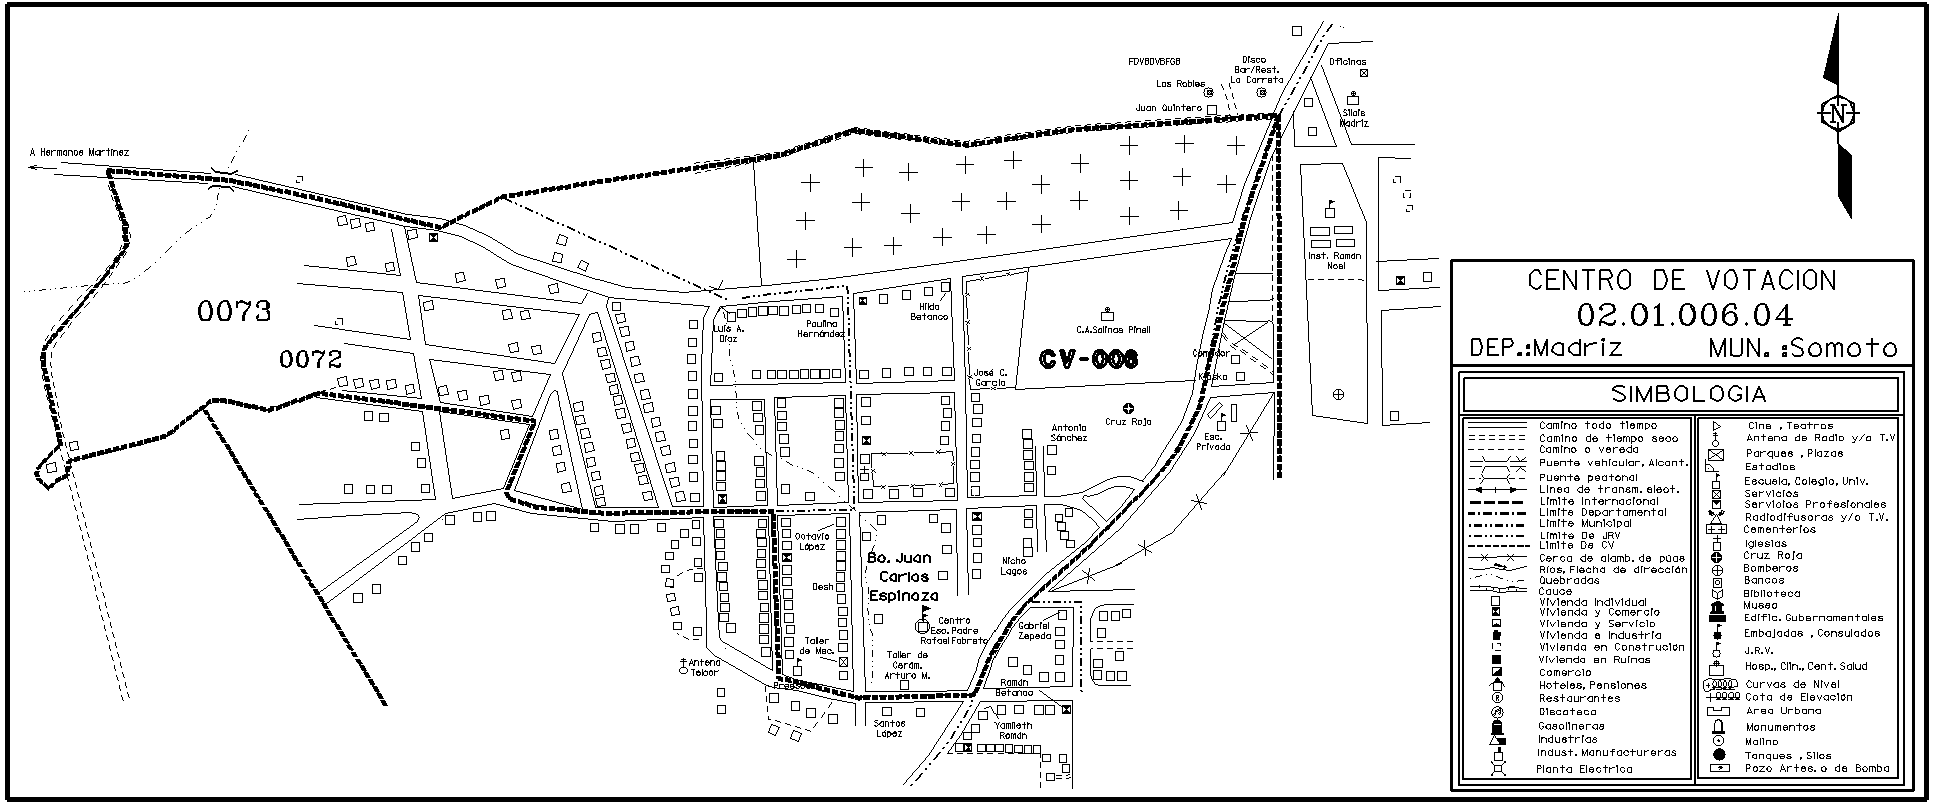 FDVBDVBFGB
Disco
Bar/Rest.
La Carreta
Oficinas
Los Robles
Juan Quintero
Silais
Madriz
N
A Hermanos Martínez
Inst. Ramón
Noel
0073
0072
Luis A.
Díaz
Paulina
Hernández
Hilda
Betanco
C.A.Salinas Pinell
CV-006
Comedor
Kiosko
José C.
García
Cruz Roja
Antonia
Sánchez
Esc.
Privada
Octavio
López
Desh
Bo. Juan
Carlos
Espinoza
Nicho
Lagos
Centro
Esc. Padre
Rafael Fabreto
Gabriel
Zepeda
Taller
de Mec.
Taller de
Cerám.
Arturo M.
Antena
Telcor
Ramón
Betanco
Santos
López
Yamileth
Román
CENTRO DE VOTACION
02.01.006.04
DEP.:Madriz MUN. :Somoto
SIMBOLOGIA
Camino todo tiempo
Camino de tiempo seco
Camino o vereda
Puente vehicular, Alcant.
Puente peatonal
Linea de transm. elect.
Limite Internacional
Limite Departamental
Limite Municipal
Limite De JRV
Limite De CV
Cerca de alamb. de púas
Ríos, Flecha de dirección
Quebradas
Cauce
Vivienda Individual
Vivienda y Comercio
Vivienda y Servicio
Vivienda e Industria
Vivienda en Construción
Vivienda en Ruinas
Comercio
Hoteles, Pensiones
Restaurantes
Discoteca
Gasolineras
Industrias
Indust. Manufactureras
Planta Electrica
Cine , Teatros
Antena de Radio y/o T.V
Parques , Plazas
Estadios
Escuela, Colegio, Univ.
Servicios
Servicios Profesionales
Radiodifusoras y/o T.V.
Cementerios
Iglesias
Cruz Roja
Bomberos
Bancos
Biblioteca
Museo
Edific. Gubernamentales
Embajadas , Consulados
J.R.V.
Hosp., Clin., Cent. Salud
Curvas de Nivel
Cota de Elevación
Area Urbana
Monumentos
Molino
Tanques , Silos
Pozo Artes. o de Bomba